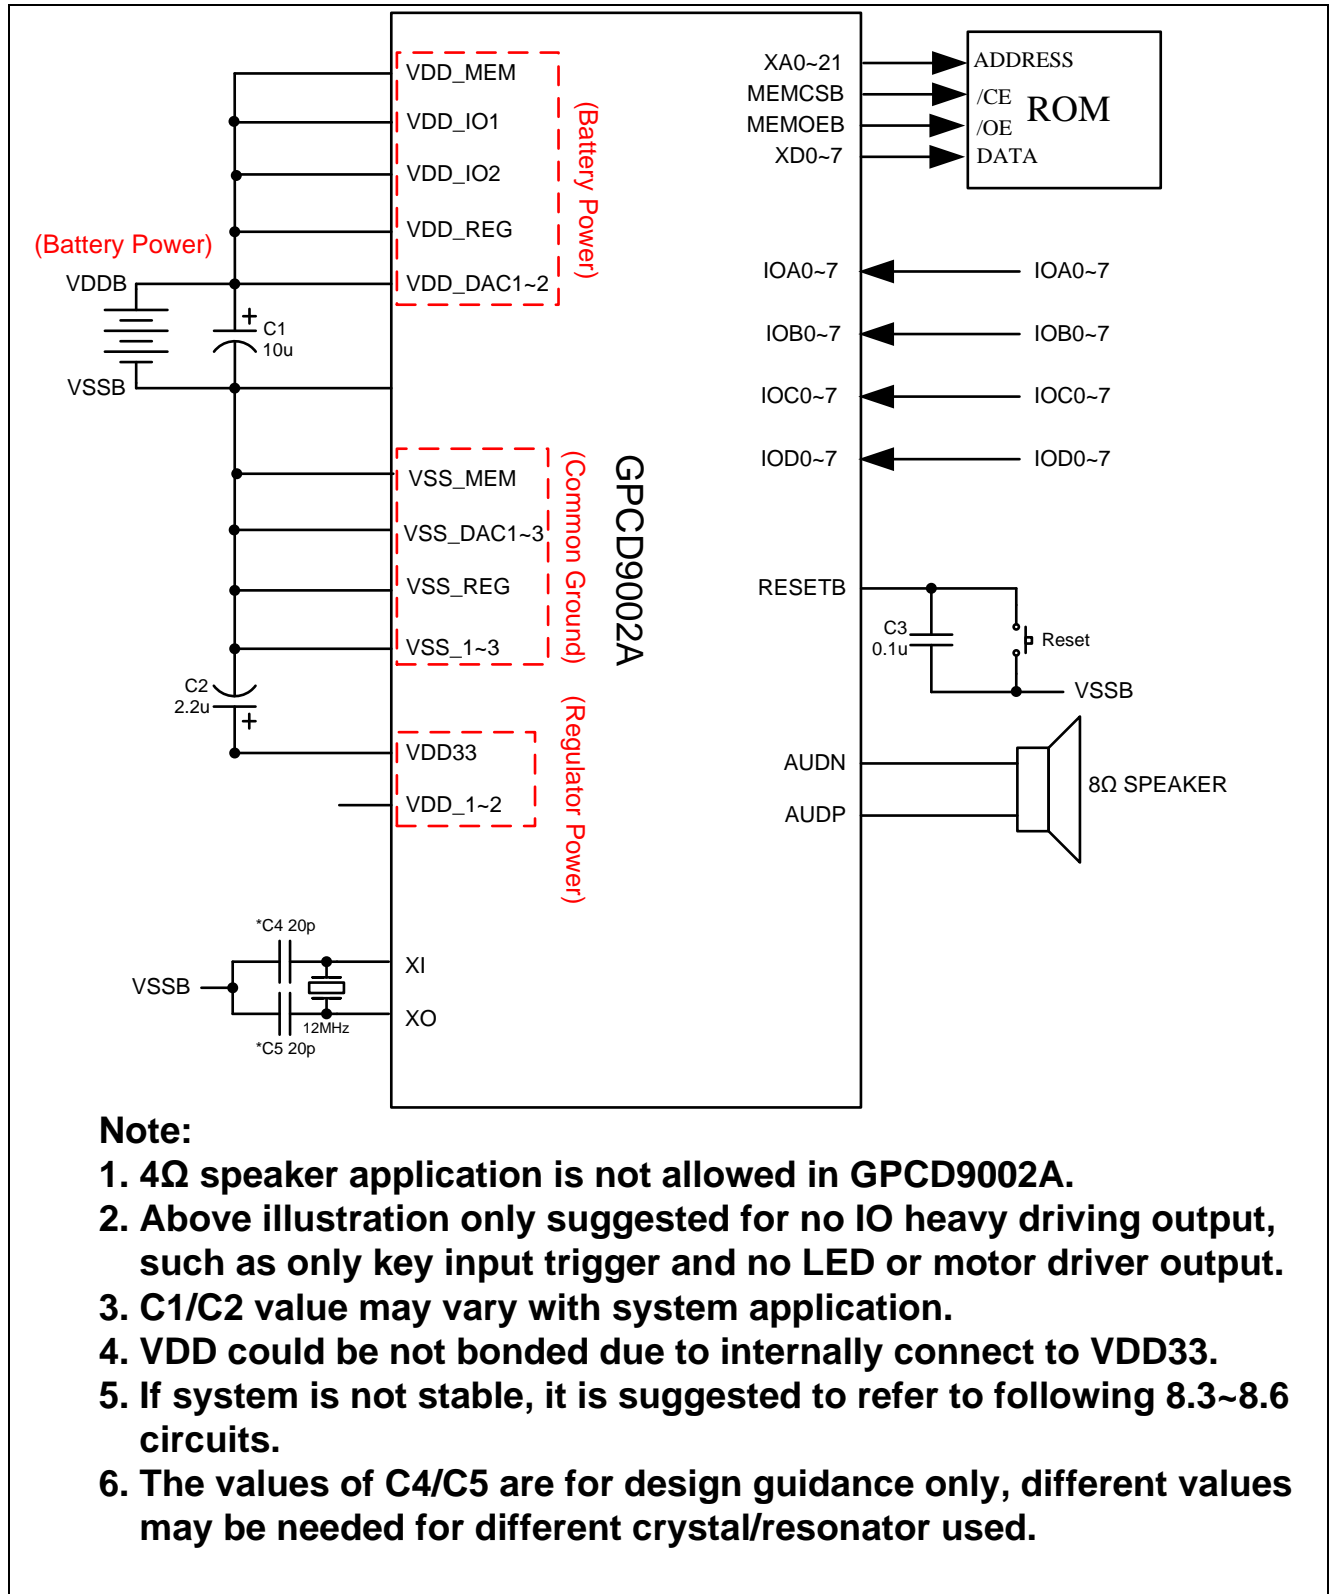 VDD_MEM
VDD_IO1
VDD_IO2
VDD_REG
VDD_DAC1~2
(Battery Power)
(Battery Power)
VDDB
C1
10u
VSSB
VSS_MEM
VSS_DAC1~3
VSS_REG
VSS_1~3
(Common Ground)
C2
2.2u
VDD33
VDD_1~2
(Regulator Power)
GPCD9002A
*C4 20p
XI
VSSB
XO
12MHz
*C5 20p
XA0~21
MEMCSB
MEMOEB
XD0~7
ADDRESS
/CE
/OE
DATA
ROM
IOA0~7
IOA0~7
IOB0~7
IOB0~7
IOC0~7
IOC0~7
IOD0~7
IOD0~7
RESETB
C3
0.1u
Reset
VSSB
AUDN
AUDP
8Ω SPEAKER
Note:
1. 4Ω speaker application is not allowed in GPCD9002A.
2. Above illustration only suggested for no IO heavy driving output,
such as only key input trigger and no LED or motor driver output.
3. C1/C2 value may vary with system application.
4. VDD could be not bonded due to internally connect to VDD33.
5. If system is not stable, it is suggested to refer to following 8.3~8.6
circuits.
6. The values of C4/C5 are for design guidance only, different values
may be needed for different crystal/resonator used.